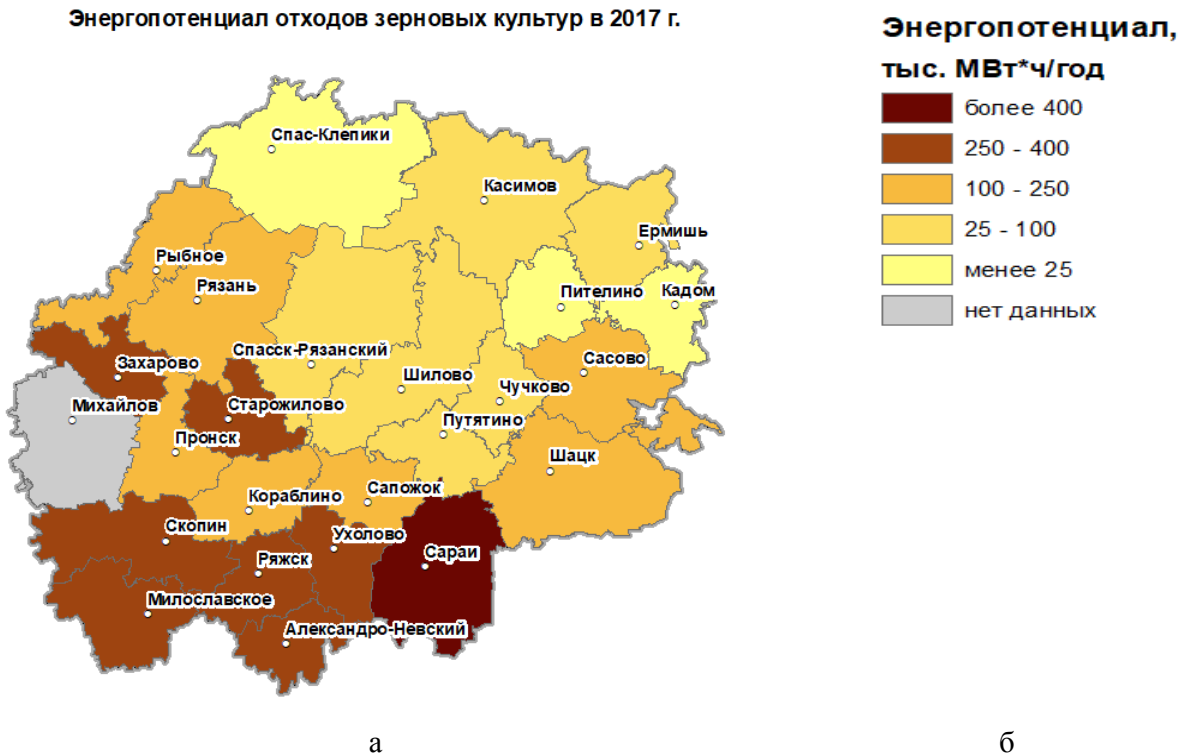 Энергопотенциал отходов зерновых культур в 2017 г.
Энергопотенциал,
тыс. МВт*ч/год
более 400
250 - 400
100 - 250
25 - 100
менее 25
нет данных
Спас-Клепики
Касимов
Ермишь
Рыбное
Рязань
Пителино
Кадом
Спасск-Рязанский
Захарово
Сасово
Шилово
Чучково
Михайлов
Старожилово
Путятино
Пронск
Шацк
Кораблино
Сапожок
Скопин
Ухолово
Ряжск
Сараи
Милославское
Александро-Невский
а
б